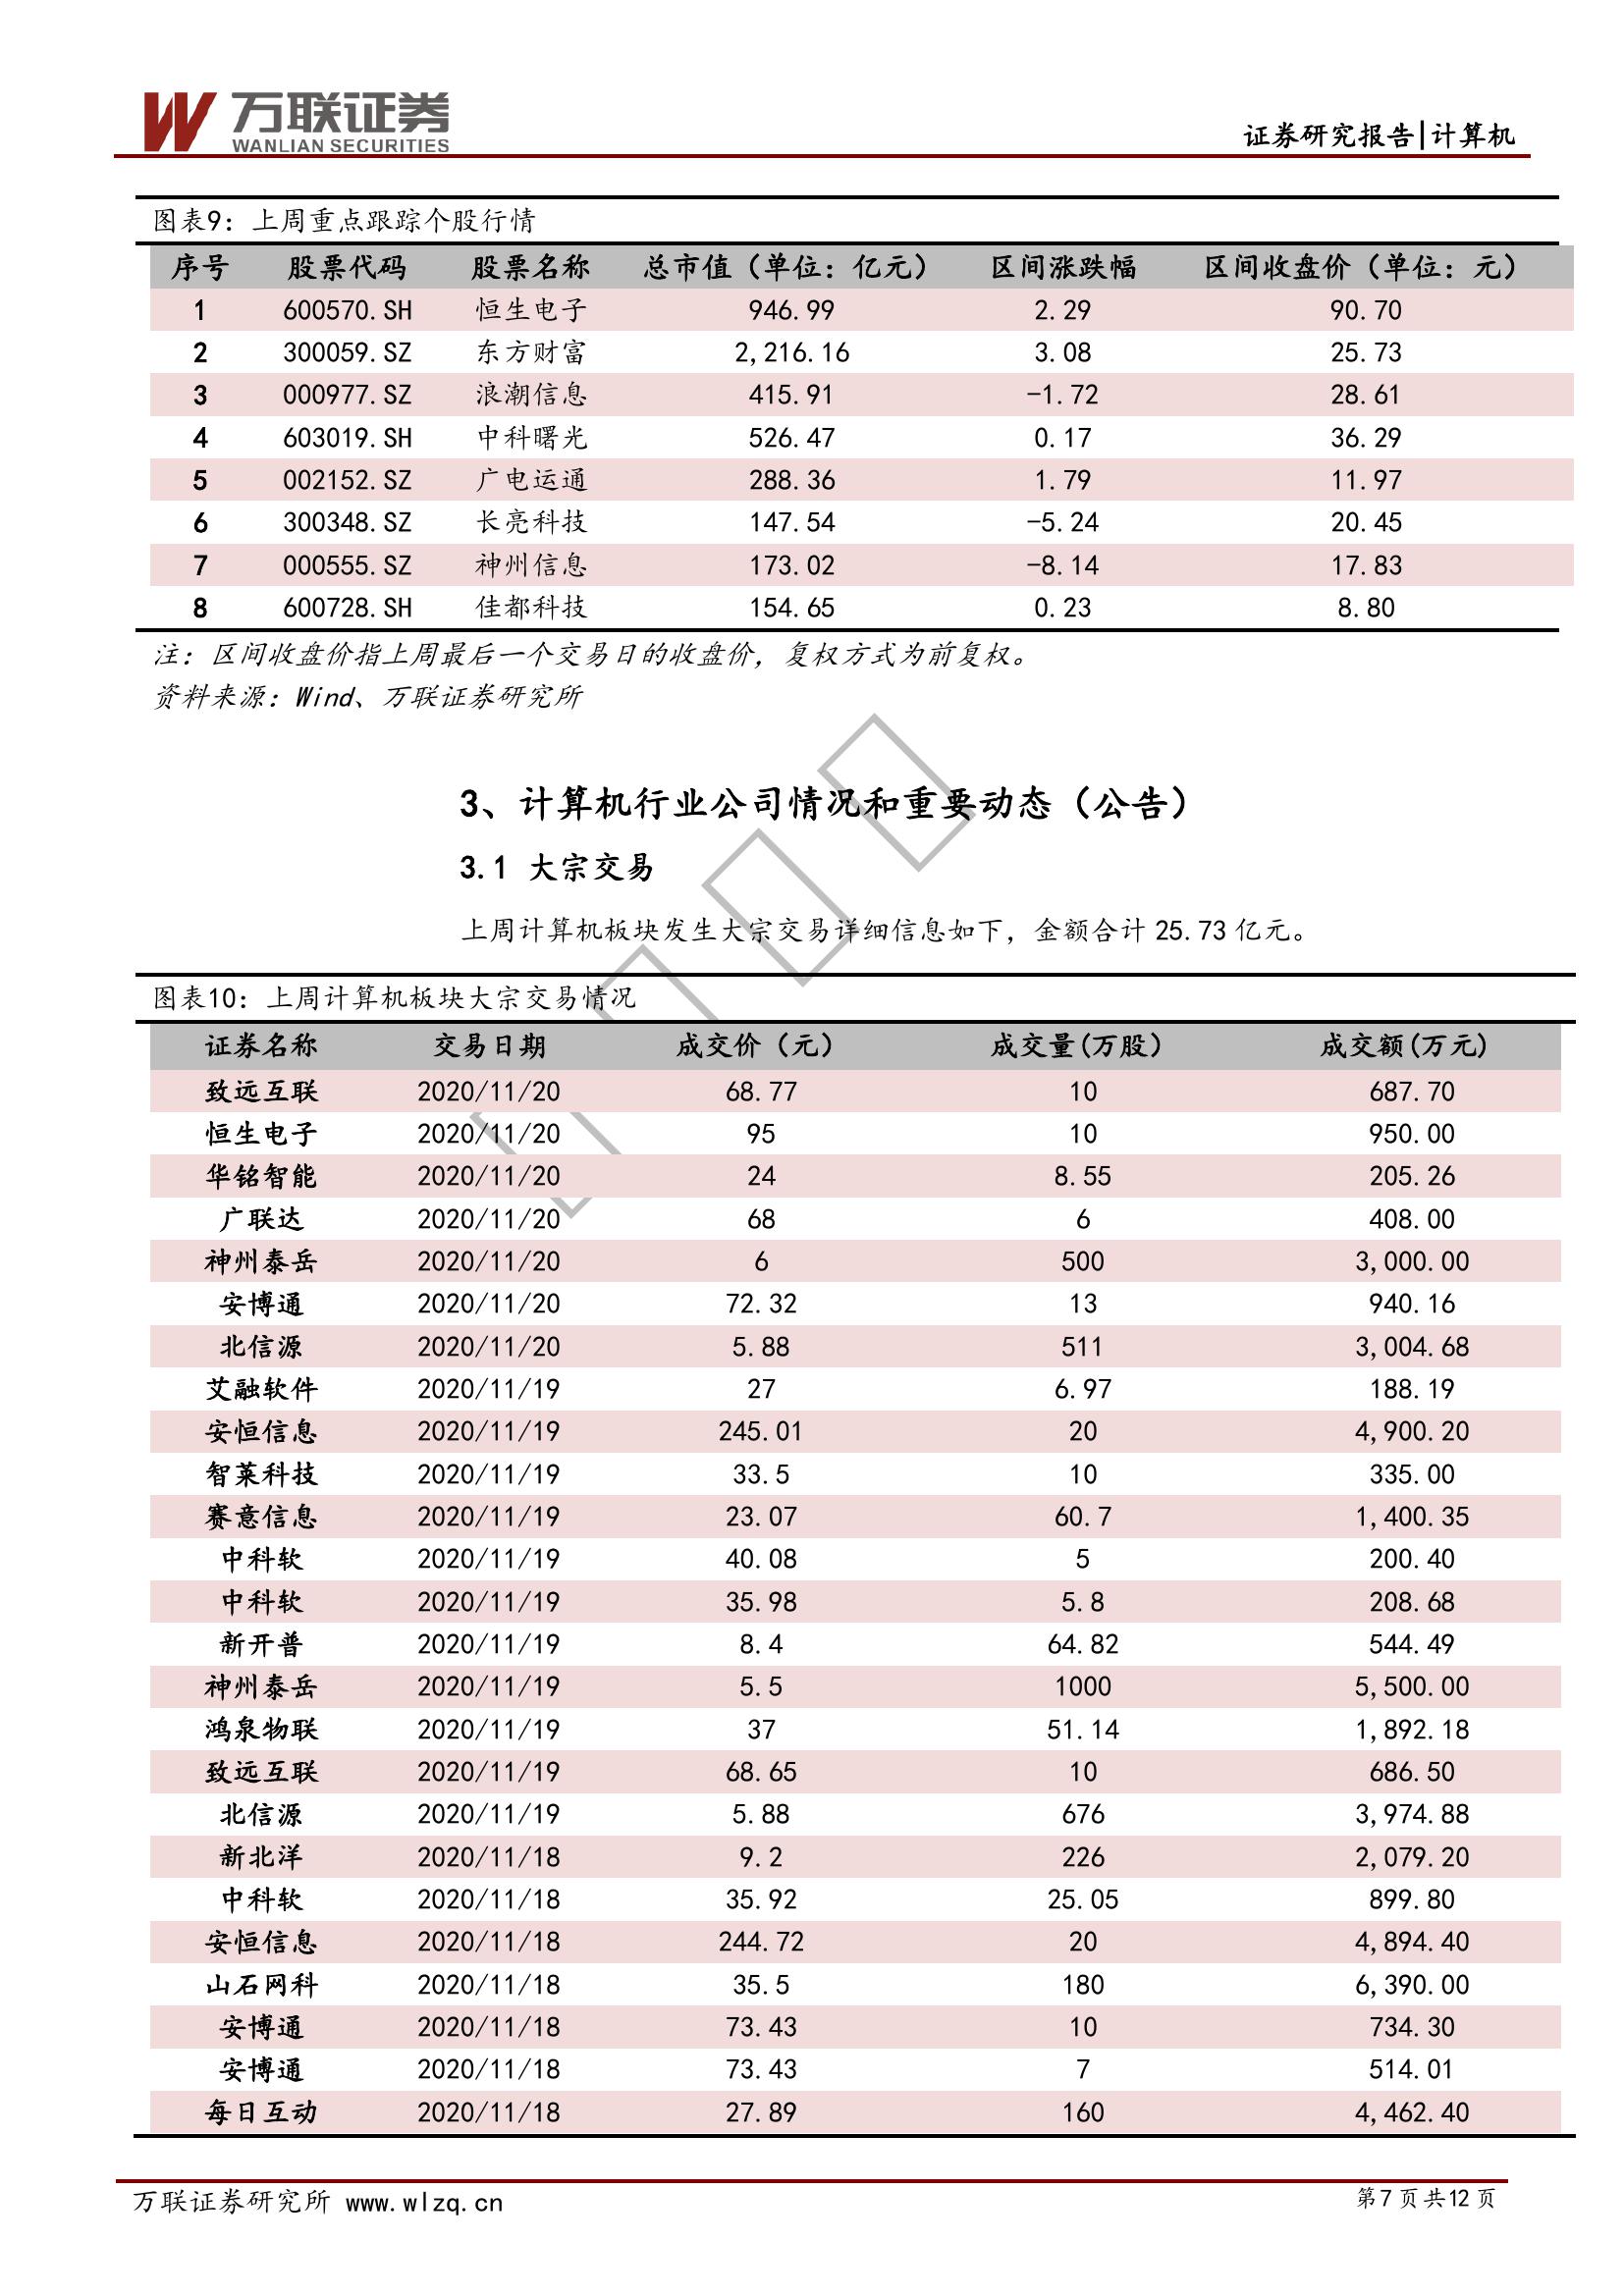 万联证券
WANLIAN SECURITIES
证券研究报告|计算机
图表9：上周重点跟踪个股行情
序号 股票代码 股票名称 总市值（单位：亿元） 区间涨跌幅 区间收盘价（单位：元）
1 600570.SH 恒生电子 946.99 2.29 90.70
2 300059.SZ 东方财富 2,216.16 3.08 25.73
3 000977.SZ 浪潮信息 415.91 -1.72 28.61
4 603019.SH 中科曙光 526.47 0.17 36.29
5 002152.SZ 广电运通 288.36 1.79 11.97
6 300348.SZ 长亮科技 147.54 -5.24 20.45
7 000555.SZ 神州信息 173.02 -8.14 17.83
8 600728.SH 佳都科技 154.65 0.23 8.80
注：区间收盘价指上周最后一个交易日的收盘价，复权方式为前复权。
资料来源：Wind、万联证券研究所
3、计算机行业公司情况和重要动态（公告）
3.1 大宗交易
上周计算机板块发生大宗交易详细信息如下，金额合计 25.73 亿元。
图表10：上周计算机板块大宗交易情况
证券名称 交易日期 成交价（元） 成交量(万股） 成交额(万元)
致远互联 2020/11/20 68.77 10 687.70
恒生电子 2020/11/20 95 10 950.00
华铭智能 2020/11/20 24 8.55 205.26
广联达 2020/11/20 68 6 408.00
神州泰岳 2020/11/20 6 500 3,000.00
安博通 2020/11/20 72.32 13 940.16
北信源 2020/11/20 5.88 511 3,004.68
艾融软件 2020/11/19 27 6.97 188.19
安恒信息 2020/11/19 245.01 20 4,900.20
智莱科技 2020/11/19 33.5 10 335.00
赛意信息 2020/11/19 23.07 60.7 1,400.35
中科软 2020/11/19 40.08 5 200.40
中科软 2020/11/19 35.98 5.8 208.68
新开普 2020/11/19 8.4 64.82 544.49
神州泰岳 2020/11/19 5.5 1000 5,500.00
鸿泉物联 2020/11/19 37 51.14 1,892.18
致远互联 2020/11/19 68.65 10 686.50
北信源 2020/11/19 5.88 676 3,974.88
新北洋 2020/11/18 9.2 226 2,079.20
中科软 2020/11/18 35.92 25.05 899.80
安恒信息 2020/11/18 244.72 20 4,894.40
山石网科 2020/11/18 35.5 180 6,390.00
安博通 2020/11/18 73.43 10 734.30
安博通 2020/11/18 73.43 7 514.01
每日互动 2020/11/18 27.89 160 4,462.40
万联证券研究所 www.wlzq.cn
第7页共12页